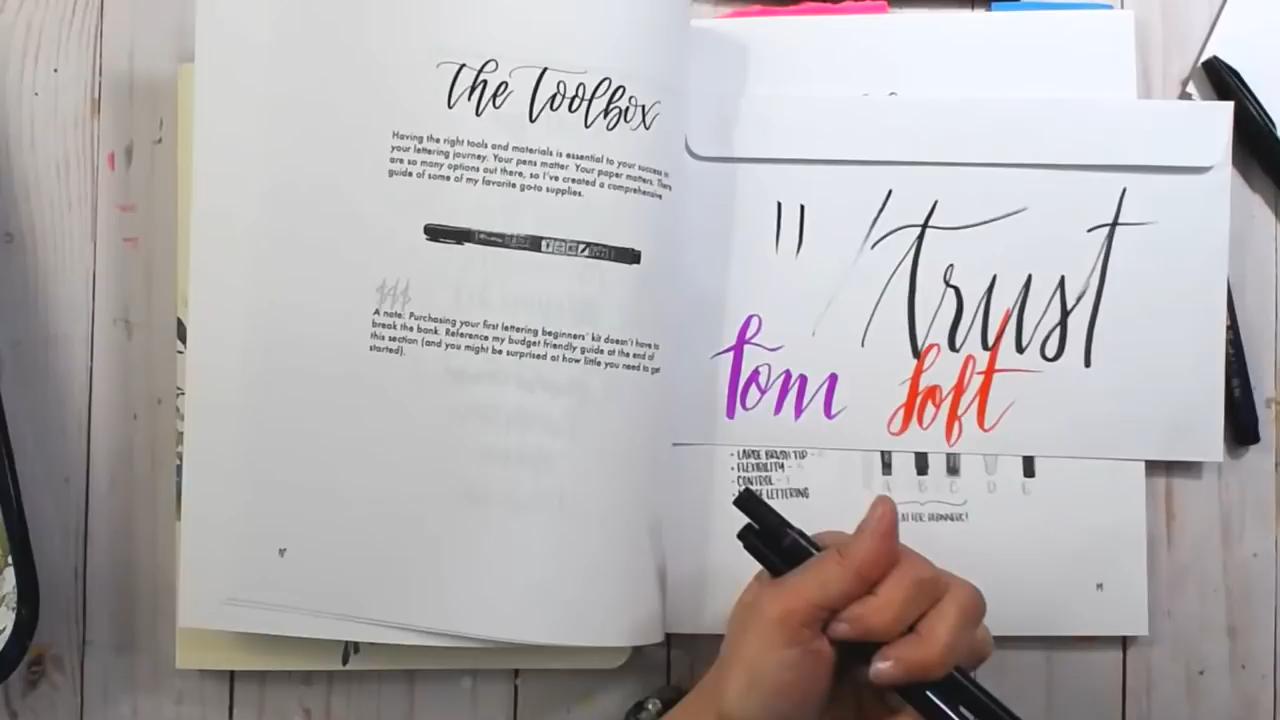 the Toolbox
Having the right tools and materials is essential to your success in
your lettering journey. Your pens matter. Your paper matters. There
are so many options out there, so I've created a comprehensive
guide of some of my favorite go-to supplies.
$$$
A note: Purchasing your first lettering beginners' kit doesn't have to
break the bank. Reference my budget friendly guide at the end of
this section (and you might be surprised at how little you need to get
started).
trust
tom soft
• LARGE BRUSH TIP -
• FLEXIBILITY -
• CONTROL -
LETTERING
A B C D E
FOR BEGINNERS!